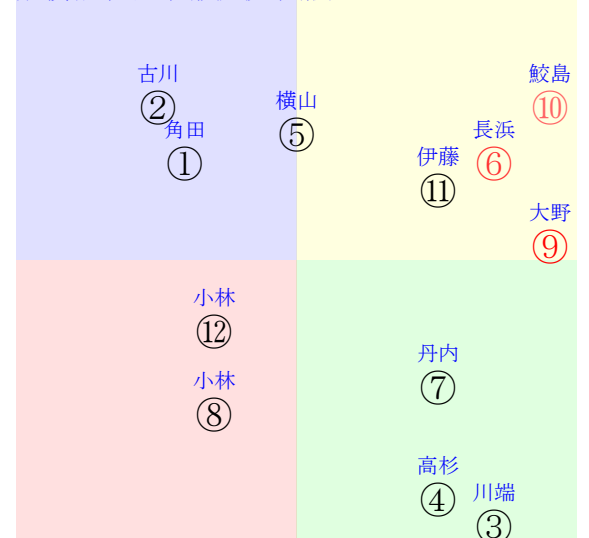 古川
②
角田
①
横山
⑤
鮫島
⑩
長浜
⑥
伊藤
⑪
大野
⑨
小林
⑫
小林
⑧
丹内
⑦
高杉
④
川端
③